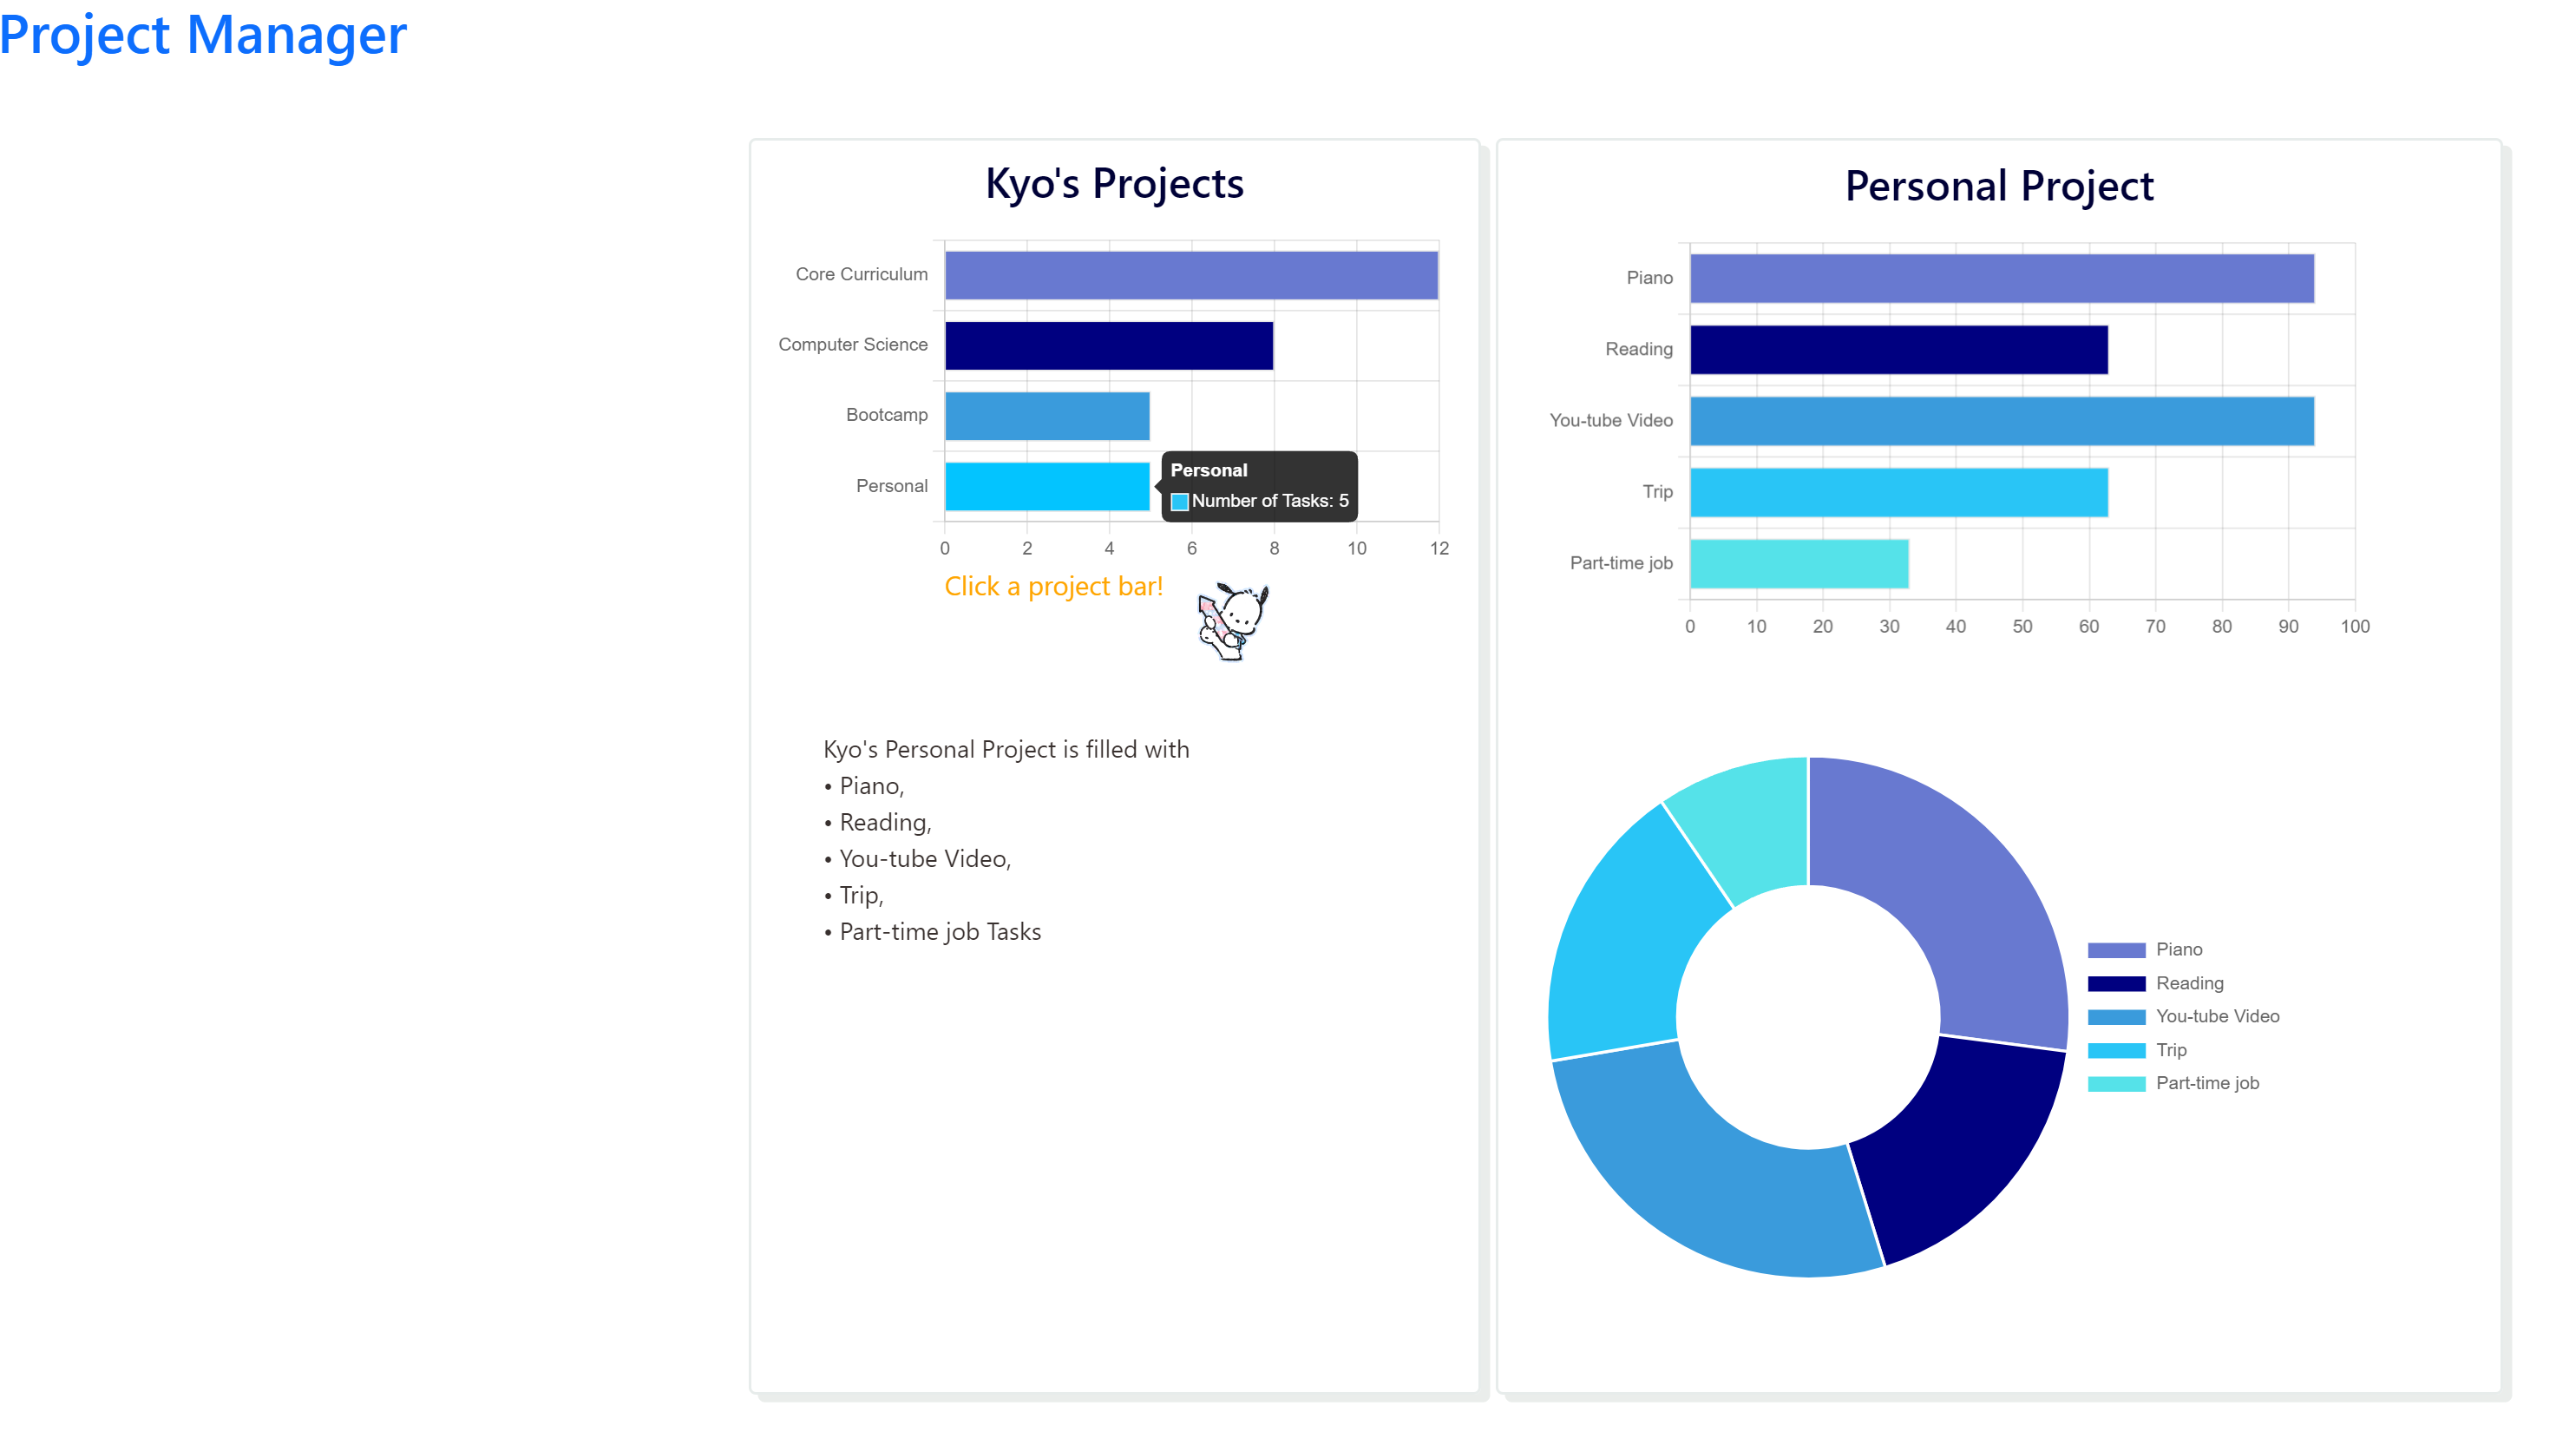 Project Manager
Kyo's Projects
Core Curriculum
Computer Science
Bootcamp
Personal
Personal
Number of Tasks: 5
0 2 4 6 8 10 12
Click a project bar!
Kyo's Personal Project is filled with
• Piano,
• Reading,
• You-tube Video,
• Trip,
• Part-time job Tasks
Personal Project
Piano
Reading
You-tube Video
Trip
Part-time job
0 10 20 30 40 50 60 70 80 90 100
Piano
Reading
You-tube Video
Trip
Part-time job